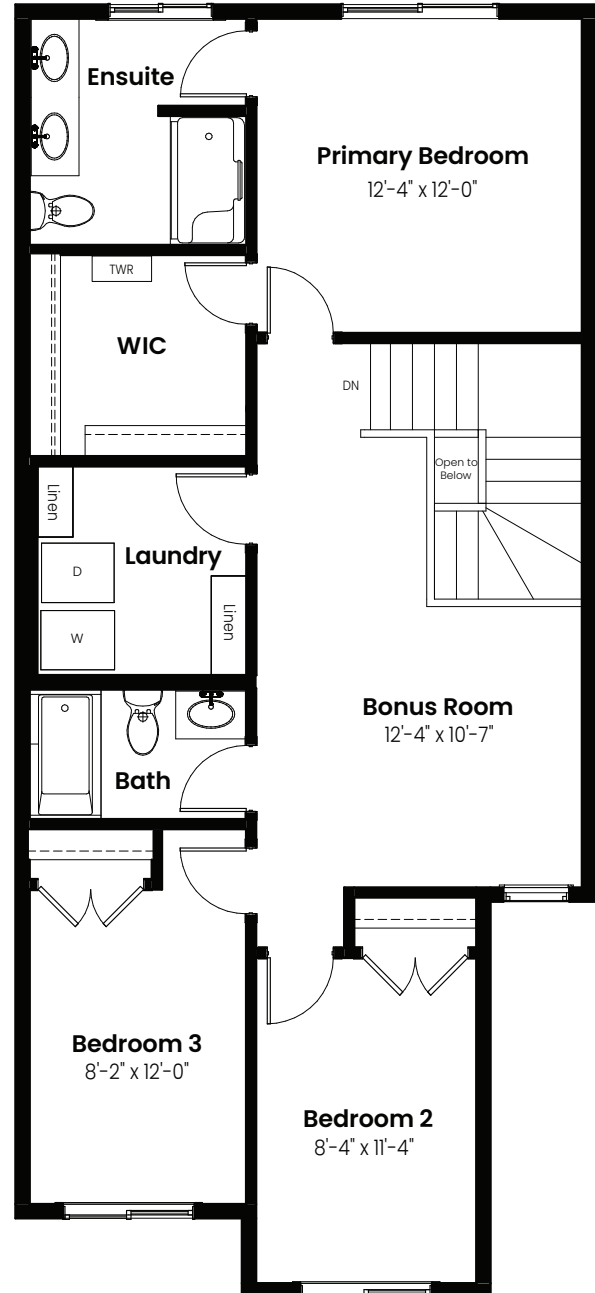 Ensuite
Primary Bedroom
12'-4" x 12'-0"
TWR
WIC
DN
Open to
Below
Linen
Laundry
D
Linen
W
Bonus Room
12'-4" x 10'-7"
Bath
Bedroom 3
8'-2" x 12'-0"
Bedroom 2
8'-4" x 11'-4"